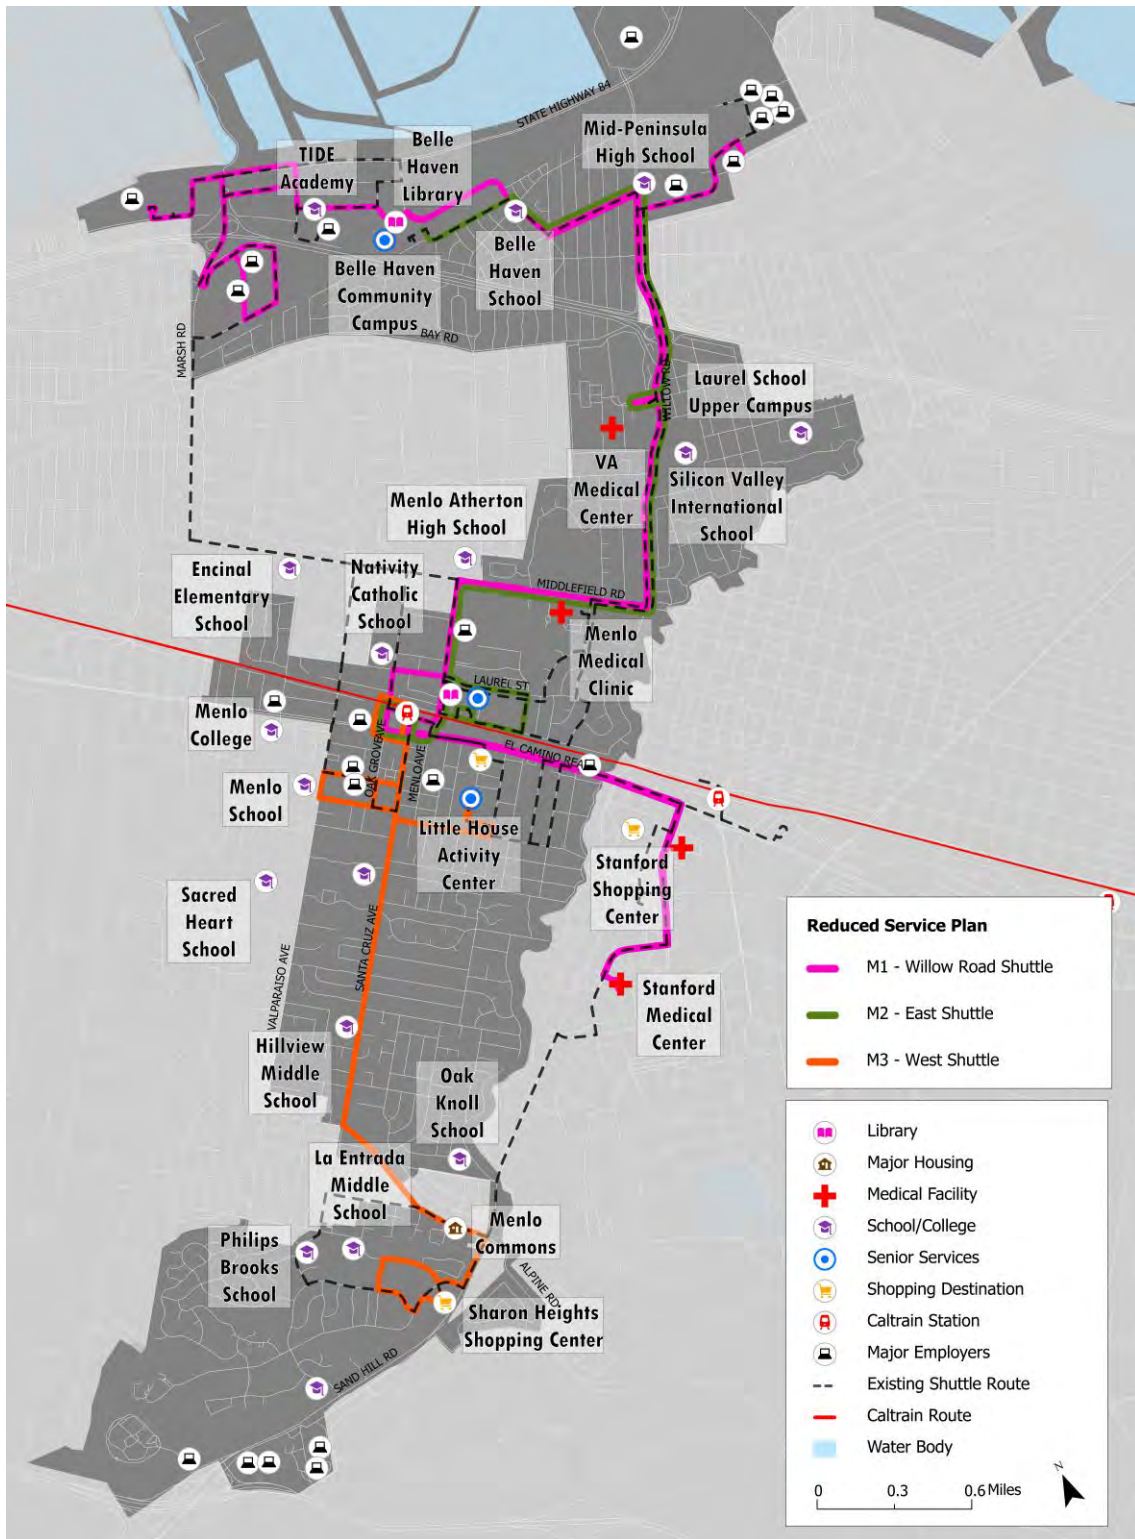 STATE HIGHWAY 84
Mid-Peninsula
High School
Belle
Haven
Library
TIDE
Academy
Belle
Haven
School
Belle Haven
Community
Campus
BAY RD
MARSH RD
WILLOW RD
Laurel School
Upper Campus
VA
Medical
Center
Silicon Valley
International
School
Menlo Atherton
High School
Encinal
Elementary
School
Nativity
Catholic
School
MIDDLEFIELD RD
Menlo
Medical
Clinic
LAUREL ST
Menlo
College
OAK GROVE AVE
MENLO AVE
EL CAMINO REA
Menlo
School
Little House
Activity
Center
Stanford
Shopping
Center
Sacred
Heart
School
SANTA CRUZ AVE
VALPARAISO AVE
Stanford
Medical
Center
Hillview
Middle
School
Oak
Knoll
School
La Entrada
Middle
School
Menlo
Commons
Philips
Brooks
School
ALPINE RD
Sharon Heights
Shopping Center
SAND HILL RD
Reduced Service Plan
M1 - Willow Road Shuttle
M2 - East Shuttle
M3 - West Shuttle
Library
Major Housing
Medical Facility
School/College
Senior Services
Shopping Destination
Caltrain Station
Major Employers
Existing Shuttle Route
Caltrain Route
Water Body
N
0 0.3 0.6 Miles